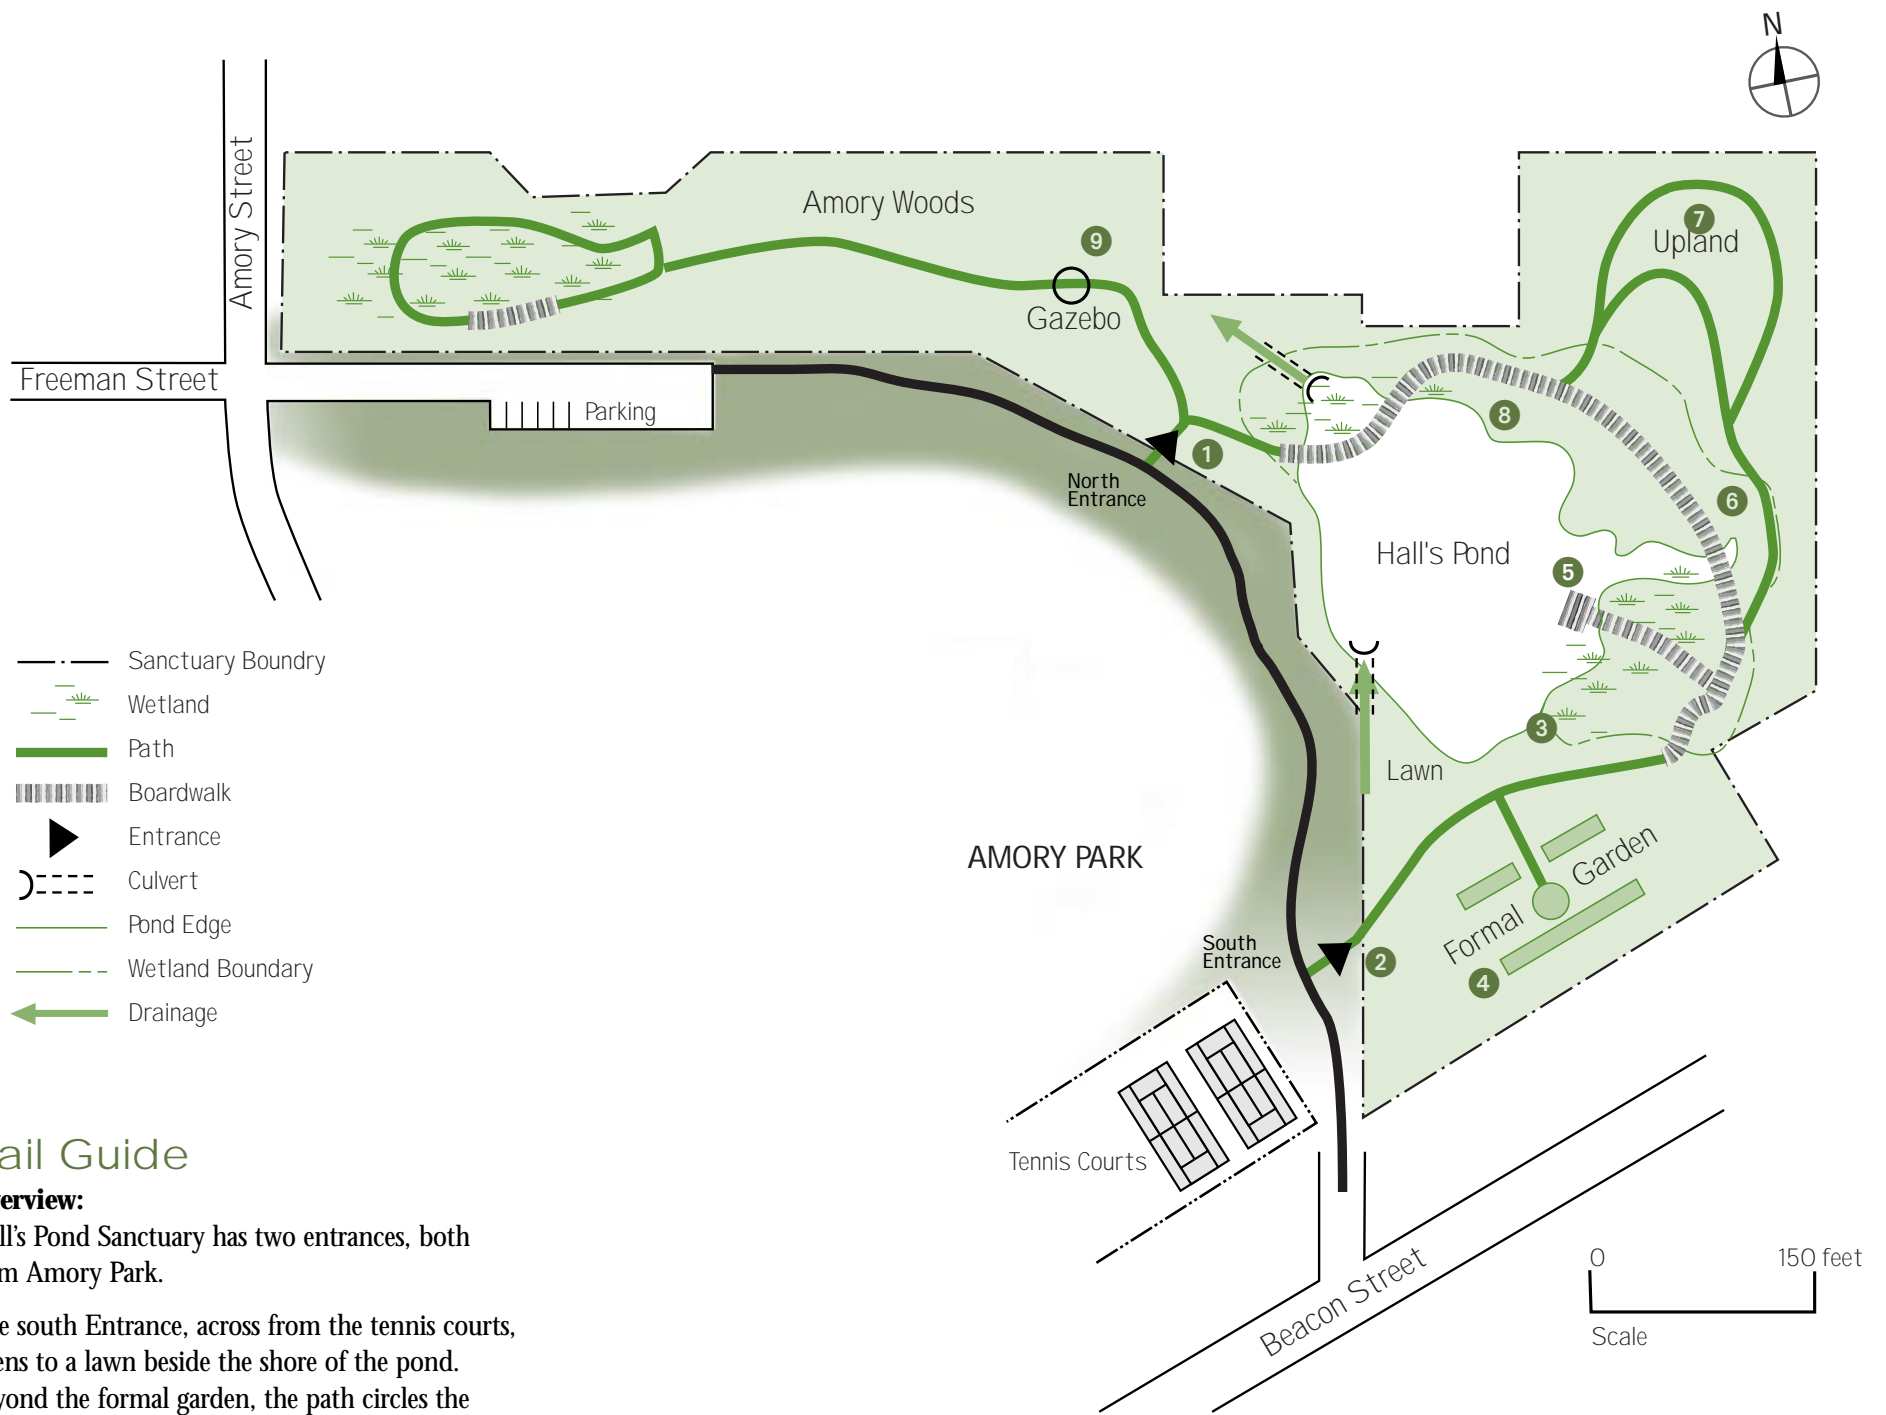 N
Amory Street
Amory Woods
9
Gazebo
7
Upland
Freeman Street
Parking
8
1
North
Entrance
6
Hall's Pond
5
3
Lawn
AMORY PARK
Formal Garden
South
Entrance
2
4
Tennis Courts
Beacon Street
0 150 feet
Scale
Sanctuary Boundry
Wetland
Path
Boardwalk
Entrance
Culvert
Pond Edge
Wetland Boundary
Drainage
ail Guide
erview:
ll's Pond Sanctuary has two entrances, both
m Amory Park.
e south Entrance, across from the tennis courts,
ens to a lawn beside the shore of the pond.
yond the formal garden, the path circles the